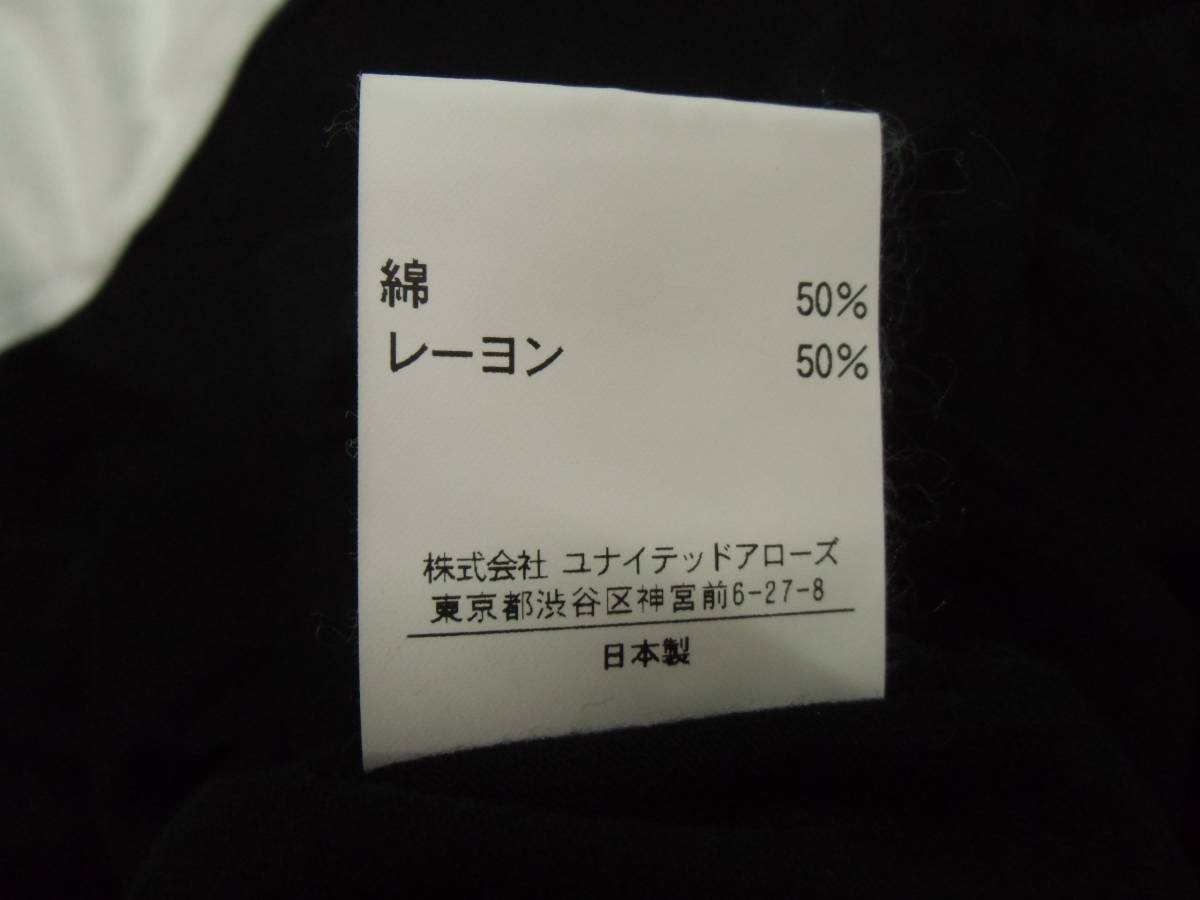 綿 50%
レーヨン 50%
株式会社 ユナイテッドアローズ
東京都渋谷区神宮前6-27-8
日本製